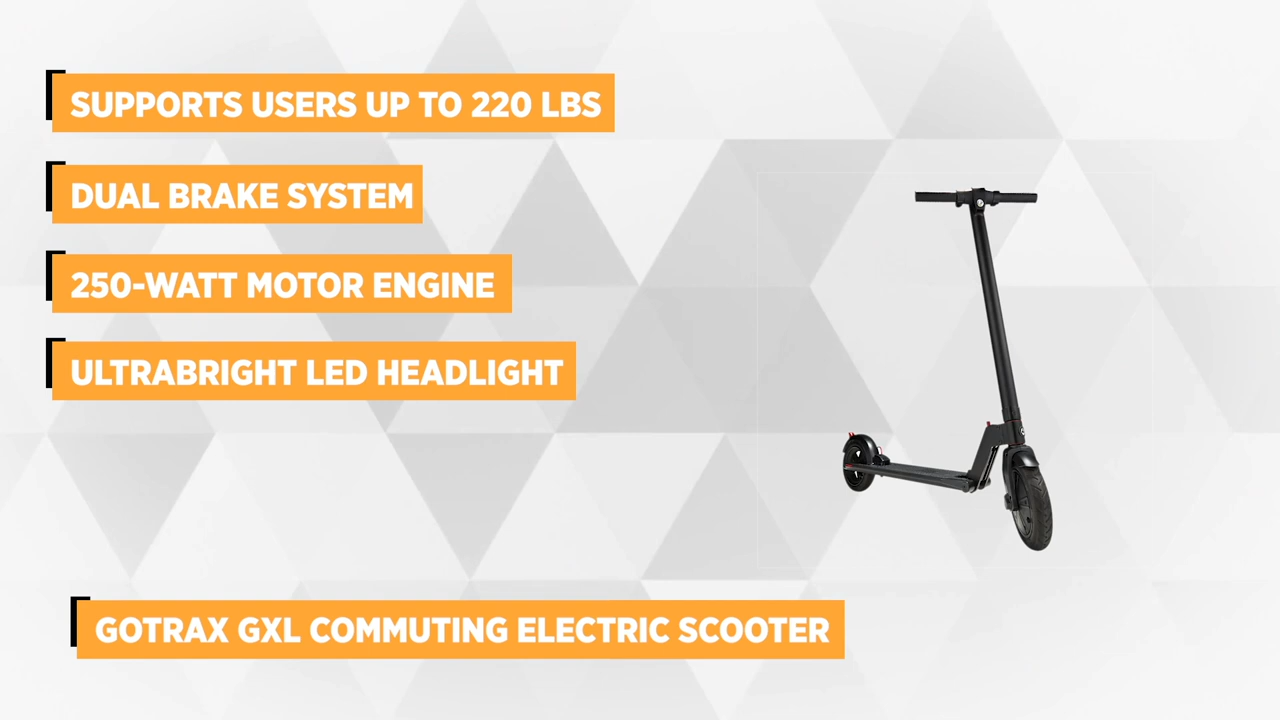 SUPPORTS USERS UP TO 220 LBS
DUAL BRAKE SYSTEM
250-WATT MOTOR ENGINE
ULTRABRIGHT LED HEADLIGHT
GOTRAX GXL COMMUTING ELECTRIC SCOOTER